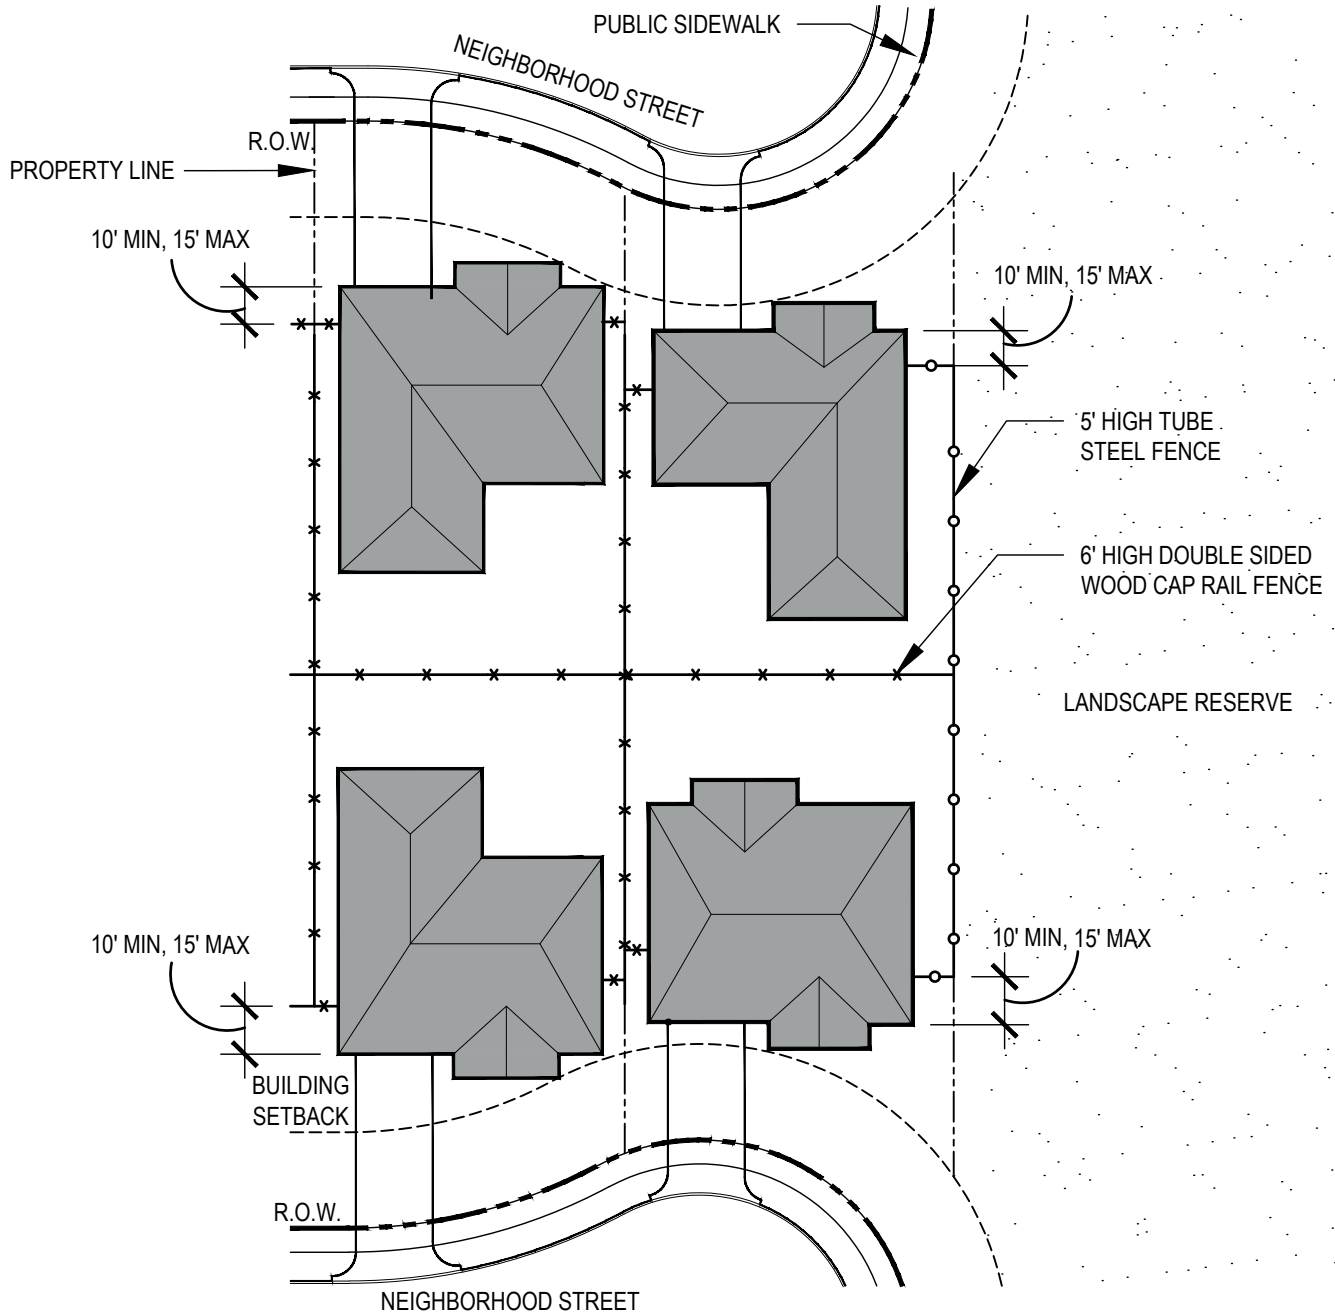 PUBLIC SIDEWALK
NEIGHBORHOOD STREET
R.O.W.
PROPERTY LINE
10' MIN, 15' MAX
10' MIN, 15' MAX
5' HIGH TUBE
STEEL FENCE
6' HIGH DOUBLE SIDED
WOOD CAP RAIL FENCE
LANDSCAPE RESERVE
10' MIN, 15' MAX
10' MIN, 15' MAX
BUILDING
SETBACK
R.O.W.
NEIGHBORHOOD STREET